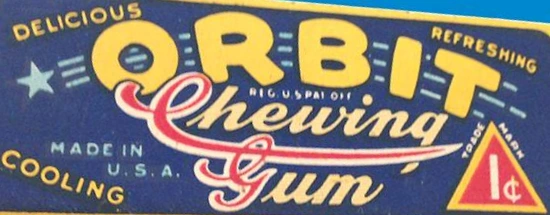 DELICIOUS
ORBIT
REFRESHING
REG. U.S. PAT. OFF.
Chewing
Gum
MADE IN
U.S.A.
COOLING
TRADE MARK
1¢